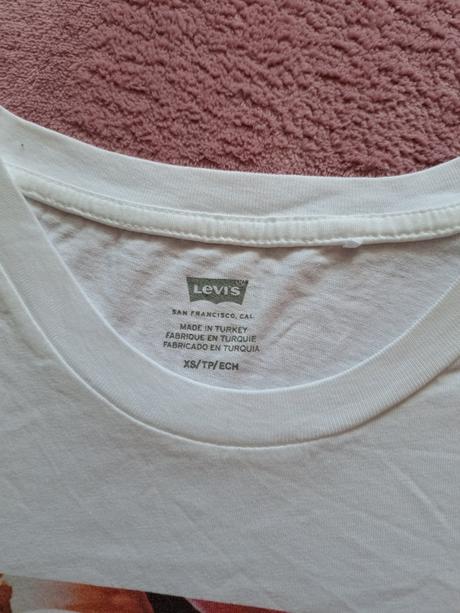 LEVI'S
SAN FRANCISCO, CAL.
MADE IN TURKEY
FABRIQUE EN TURQUIE
FABRICADO EN TURQUIA
XS/TP/ECH